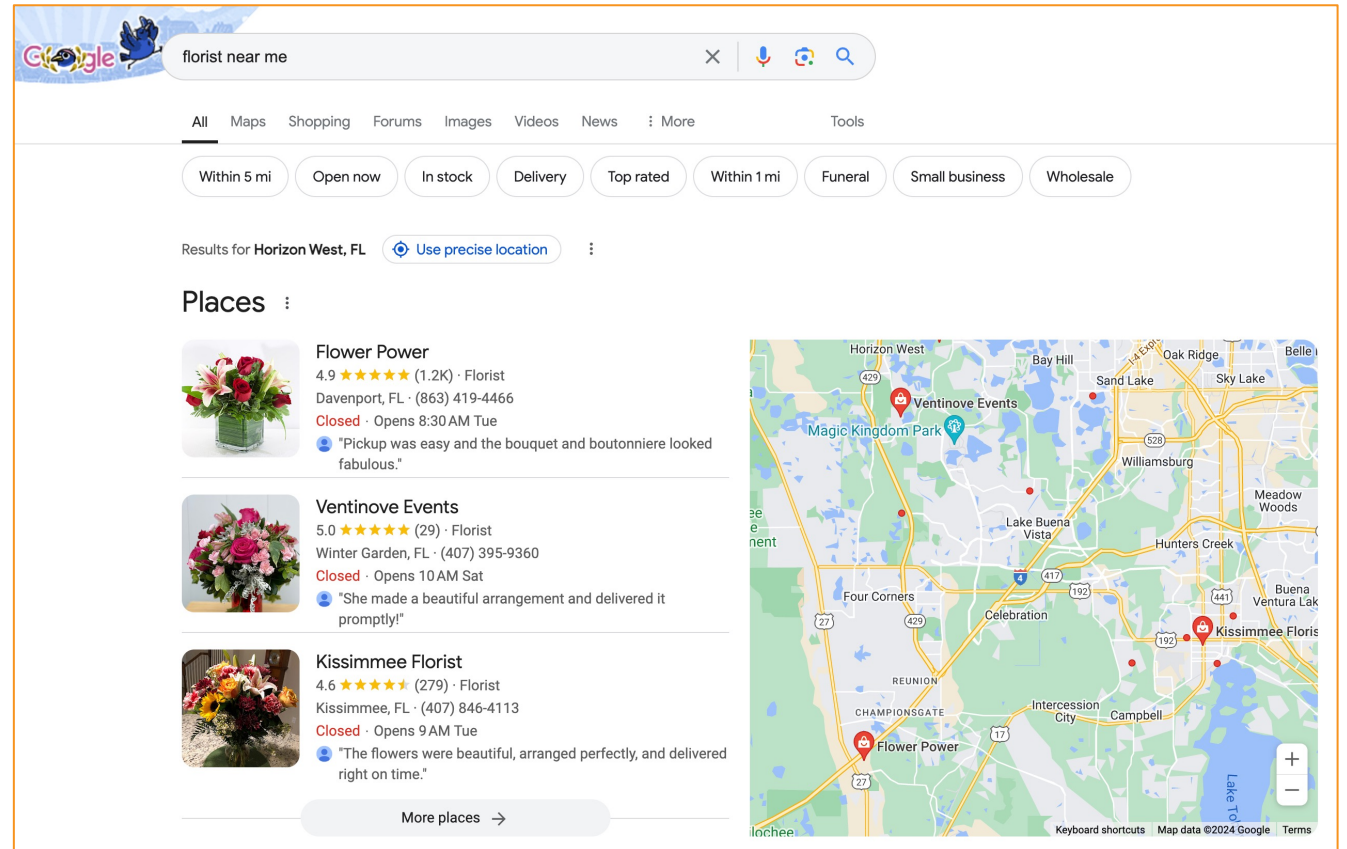 Google
florist near me
All Maps Shopping Forums Images Videos News More Tools
Within 5 mi Open now In stock Delivery Top rated Within 1 mi Funeral Small business Wholesale
Results for Horizon West, FL Use precise location
Places
Flower Power
4.9 (1.2K) · Florist
Davenport, FL · (863) 419-4466
Closed · Opens 8:30 AM Tue
"Pickup was easy and the bouquet and boutonniere looked
fabulous."
Ventinove Events
5.0 (29) · Florist
Winter Garden, FL · (407) 395-9360
Closed · Opens 10 AM Sat
"She made a beautiful arrangement and delivered it
promptly!"
Kissimmee Florist
4.6 (279) · Florist
Kissimmee, FL · (407) 846-4113
Closed · Opens 9 AM Tue
"The flowers were beautiful, arranged perfectly, and delivered
right on time."
More places
Horizon West
Bay Hill
I-4 Expr
Oak Ridge
Belle
429
Sand Lake
Sky Lake
Ventinove Events
Magic Kingdom Park
528
Williamsburg
Meadow
Woods
ee
e
ment
Lake Buena
Vista
Hunters Creek
4
417
192
Four Corners
441
Buena
Ventura Lak
27
429
Celebration
192
Kissimmee Floris
REUNION
CHAMPIONSGATE
Intercession
City
Campbell
17
Flower Power
27
Lake To
lochee
Keyboard shortcuts Map data ©2024 Google Terms